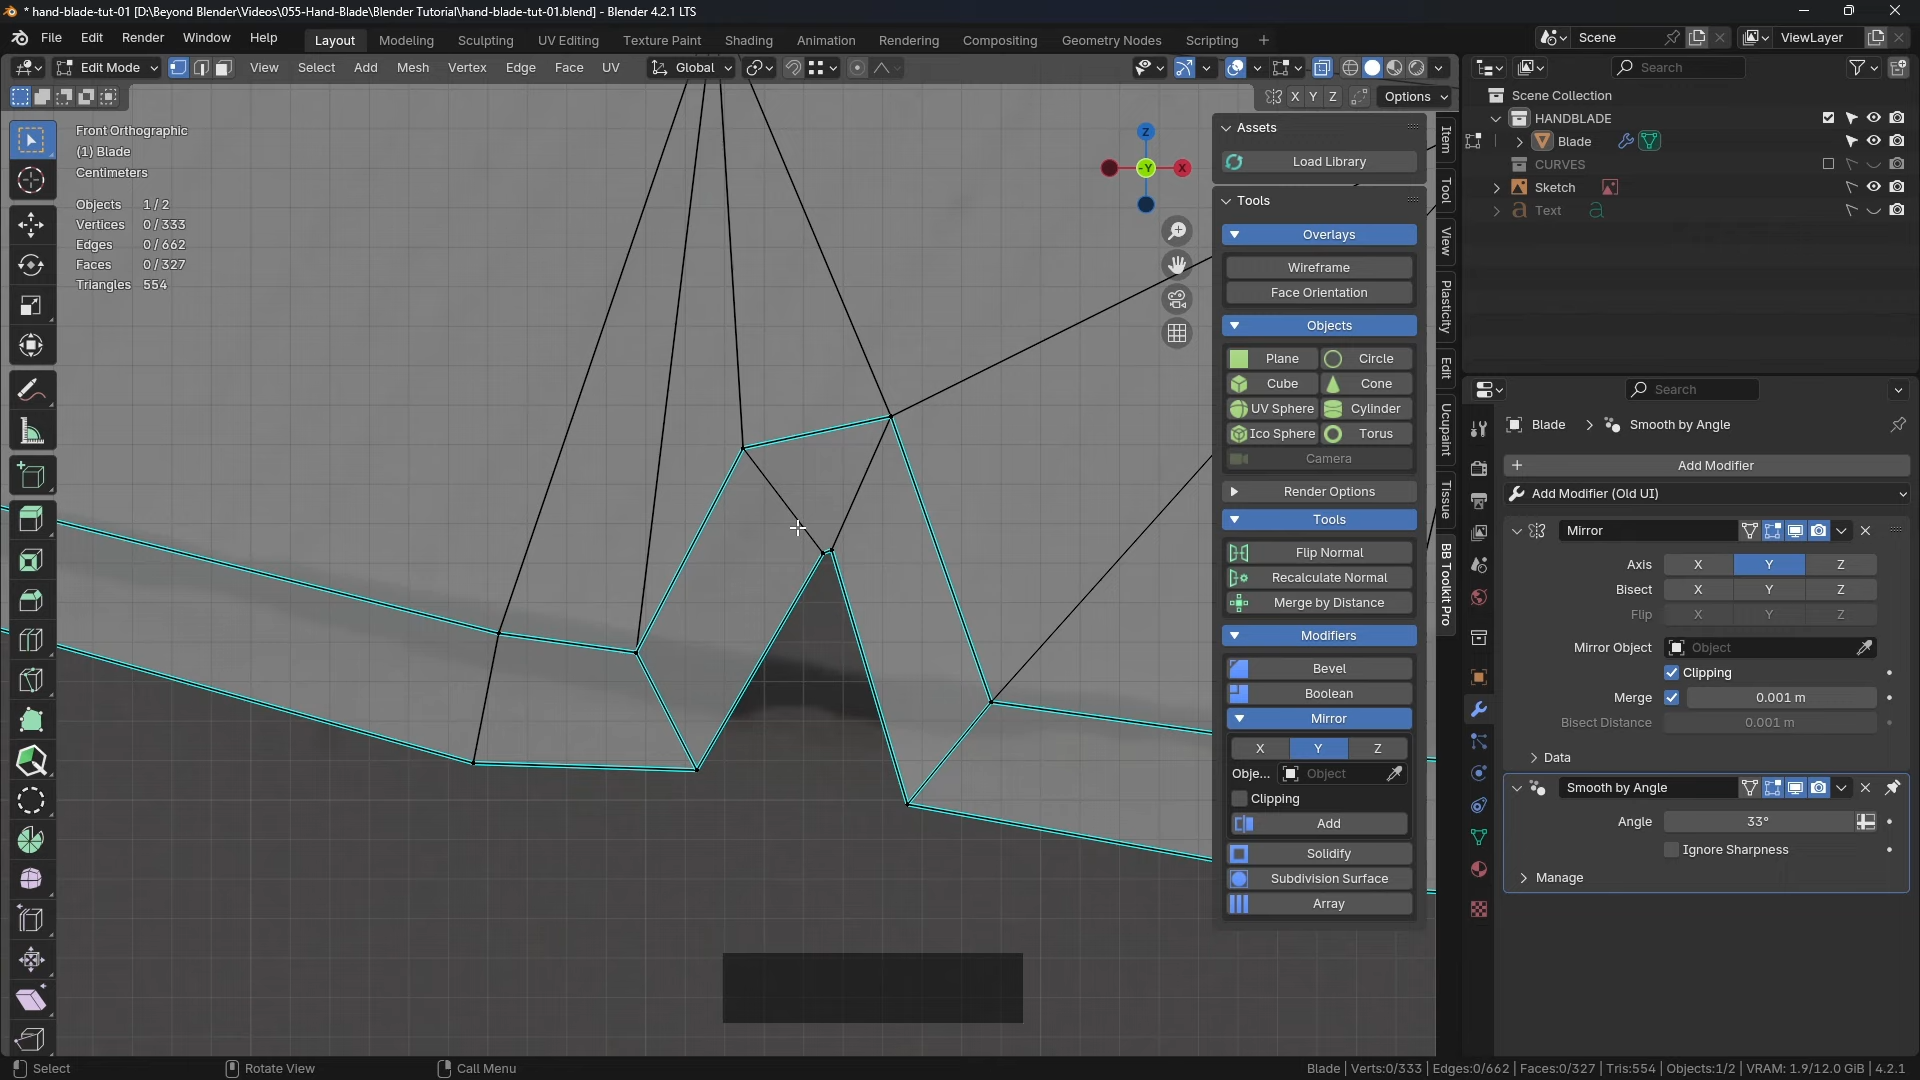 * hand-blade-tut-01 [D:\Beyond Blender\Videos\055-Hand-Blade\Blender Tutorial\hand-blade-tut-01.blend] - Blender 4.2.1 LTS
File Edit Render Window Help Layout Modeling Sculpting UV Editing Texture Paint Shading Animation Rendering Compositing Geometry Nodes Scripting + Scene ViewLayer
Edit Mode View Select Add Mesh Vertex Edge Face UV Global Search
X Y Z Options
Front Orthographic
(1) Blade
Centimeters
Objects 1/2
Vertices 0/333
Edges 0/662
Faces 0/327
Triangles 554
Z
-Y
X
Assets
Load Library
Tools
Overlays
Wireframe
Face Orientation
Objects
Plane Circle
Cube Cone
UV Sphere Cylinder
Ico Sphere Torus
Camera
Render Options
Tools
Flip Normal
Recalculate Normal
Merge by Distance
Modifiers
Bevel
Boolean
Mirror
X Y Z
Obje... Object
Clipping
Add
Solidify
Subdivision Surface
Array
Item
Tool
View
Plasticity
Edit
Ucupaint
Tissue
BB Toolkit Pro
Scene Collection
HANDBLADE
Blade
CURVES
Sketch
Text
Search
Blade Smooth by Angle
Add Modifier
Add Modifier (Old UI)
Mirror
Axis X Y Z
Bisect X Y Z
Flip X Y Z
Mirror Object Object
Clipping
Merge 0.001 m
Bisect Distance 0.001 m
Data
Smooth by Angle
Angle 33°
Ignore Sharpness
Manage
Select Rotate View Call Menu Blade | Verts:0/333 | Edges:0/662 | Faces:0/327 | Tris:554 | Objects:1/2 | VRAM: 1.9/12.0 GiB | 4.2.1